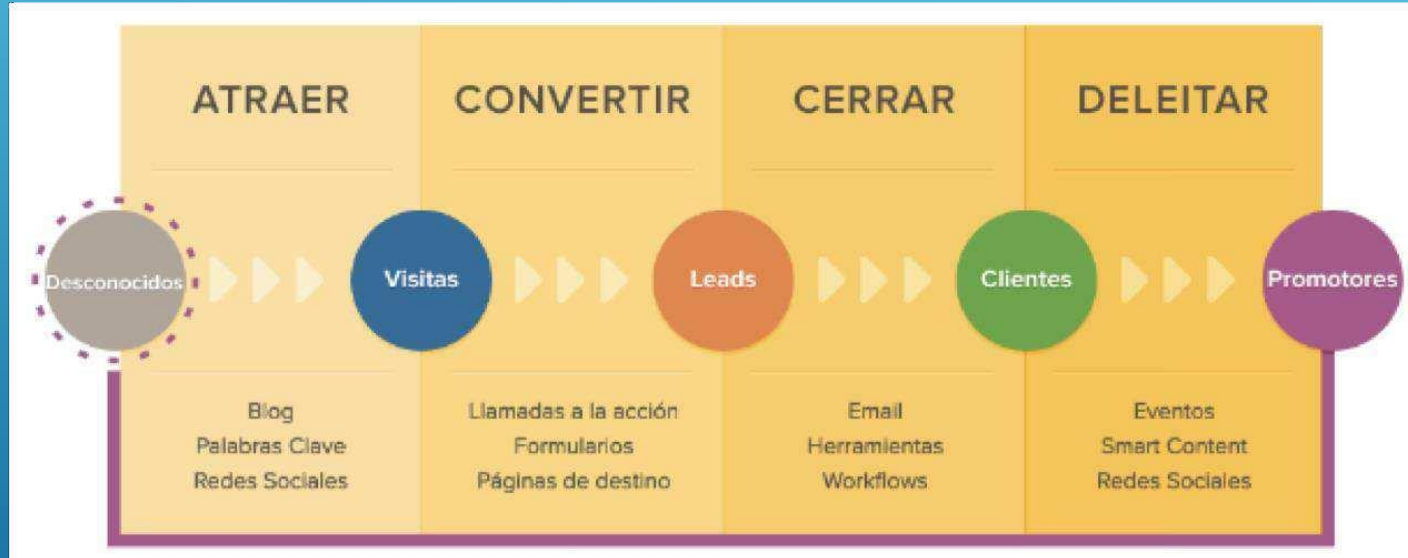 ATRAER
CONVERTIR
CERRAR
DELEITAR
Desconocidos
Visitas
Leads
Clientes
Promotores
Blog
Palabras Clave
Redes Sociales
Llamadas a la acción
Formularios
Páginas de destino
Email
Herramientas
Workflows
Eventos
Smart Content
Redes Sociales